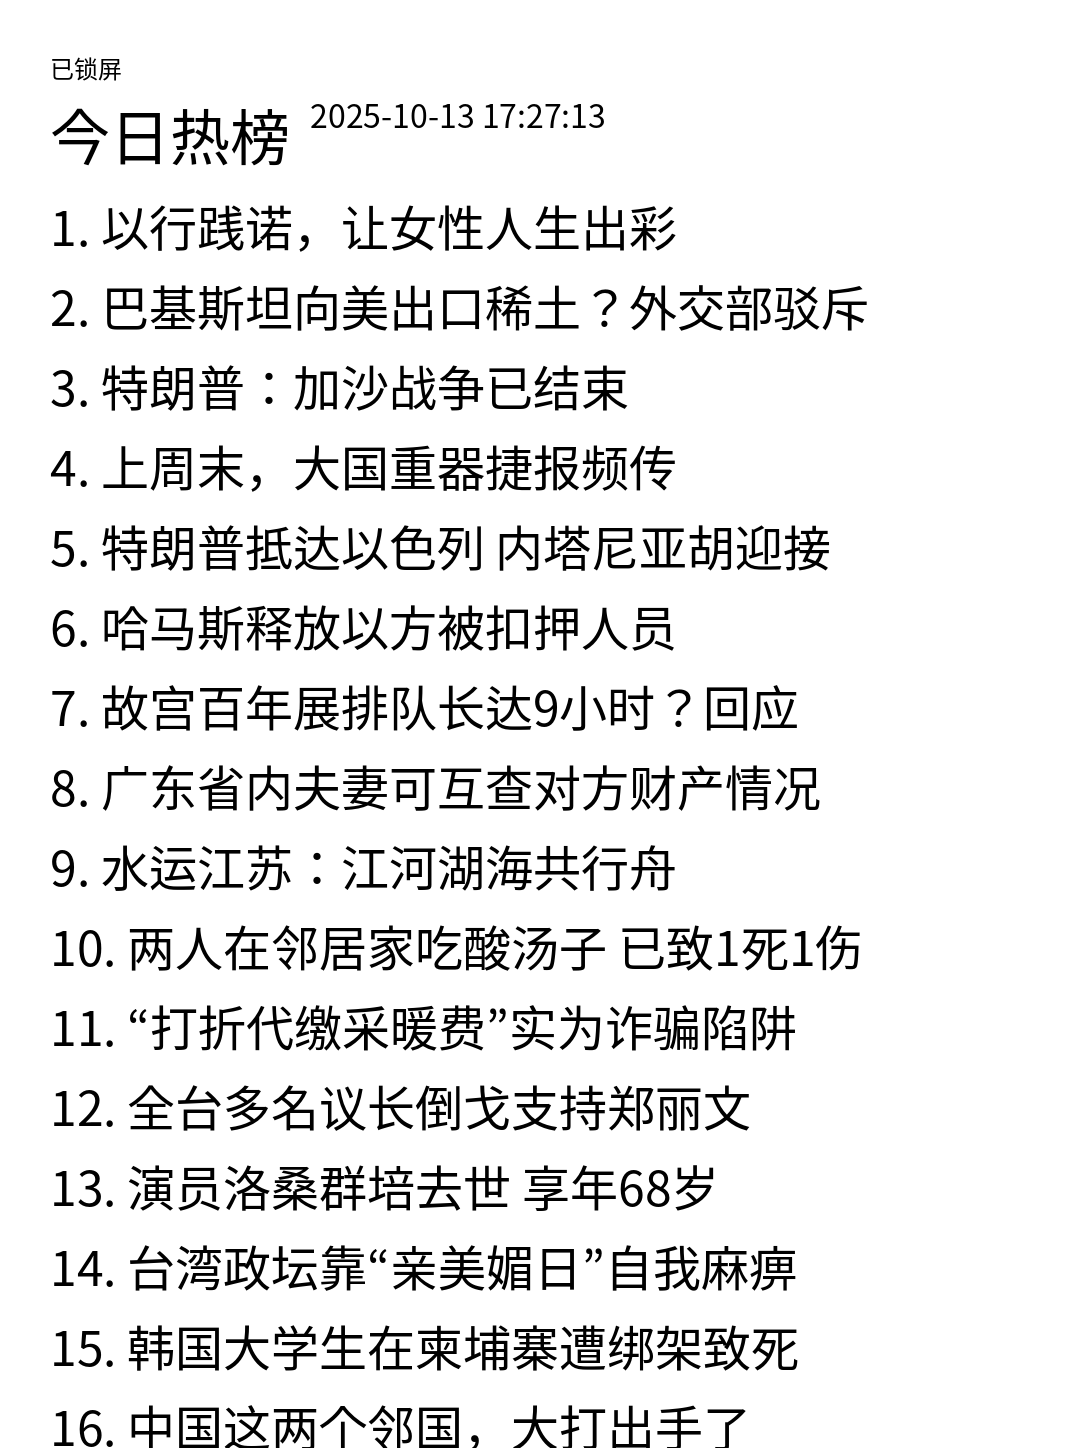 已锁屏
今日热榜 2025-10-13 17:27:13
1. 以行践诺，让女性人生出彩
2. 巴基斯坦向美出口稀土？外交部驳斥
3. 特朗普：加沙战争已结束
4. 上周末，大国重器捷报频传
5. 特朗普抵达以色列 内塔尼亚胡迎接
6. 哈马斯释放以方被扣押人员
7. 故宫百年展排队长达9小时？回应
8. 广东省内夫妻可互查对方财产情况
9. 水运江苏：江河湖海共行舟
10. 两人在邻居家吃酸汤子 已致1死1伤
11. “打折代缴采暖费”实为诈骗陷阱
12. 全台多名议长倒戈支持郑丽文
13. 演员洛桑群培去世 享年68岁
14. 台湾政坛靠“亲美媚日”自我麻痹
15. 韩国大学生在柬埔寨遭绑架致死
16. 中国这两个邻国，大打出手了